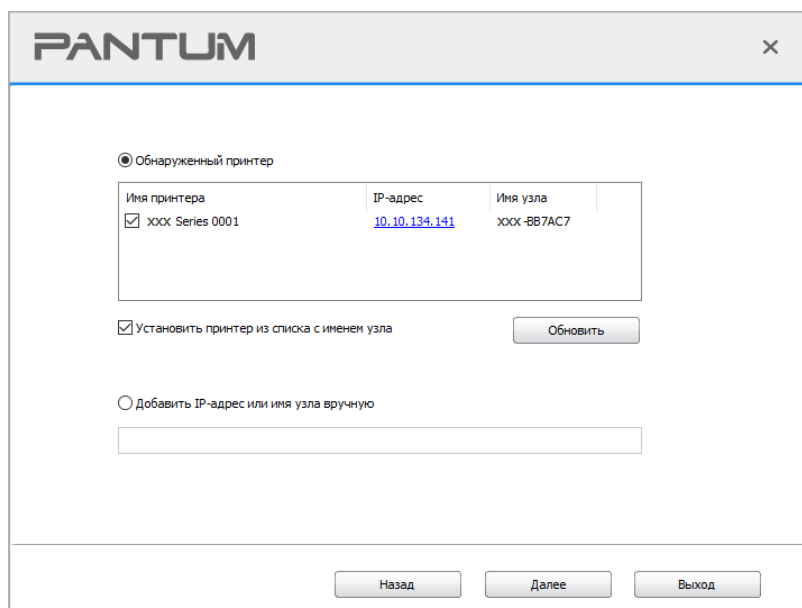 PANTUM
Обнаруженный принтер
Имя принтера IP-адрес Имя узла
XXX Series 0001 10.10.134.141 XXX-BB7AC7
Установить принтер из списка с именем узла Обновить
Добавить IP-адрес или имя узла вручную
Назад Далее Выход